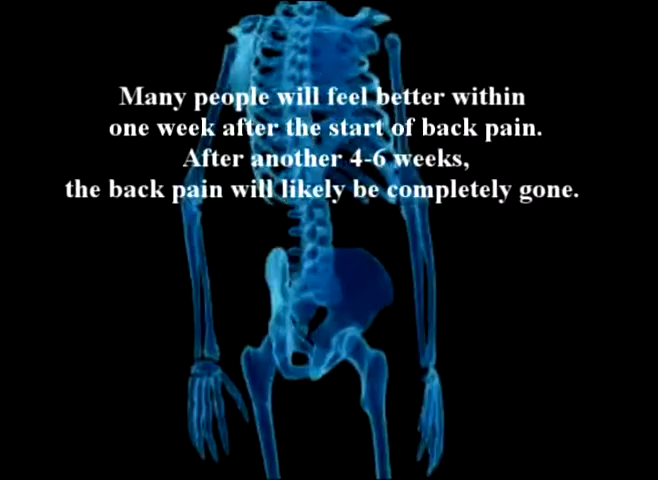 Many people will feel better within
one week after the start of back pain.
After another 4-6 weeks,
the back pain will likely be completely gone.